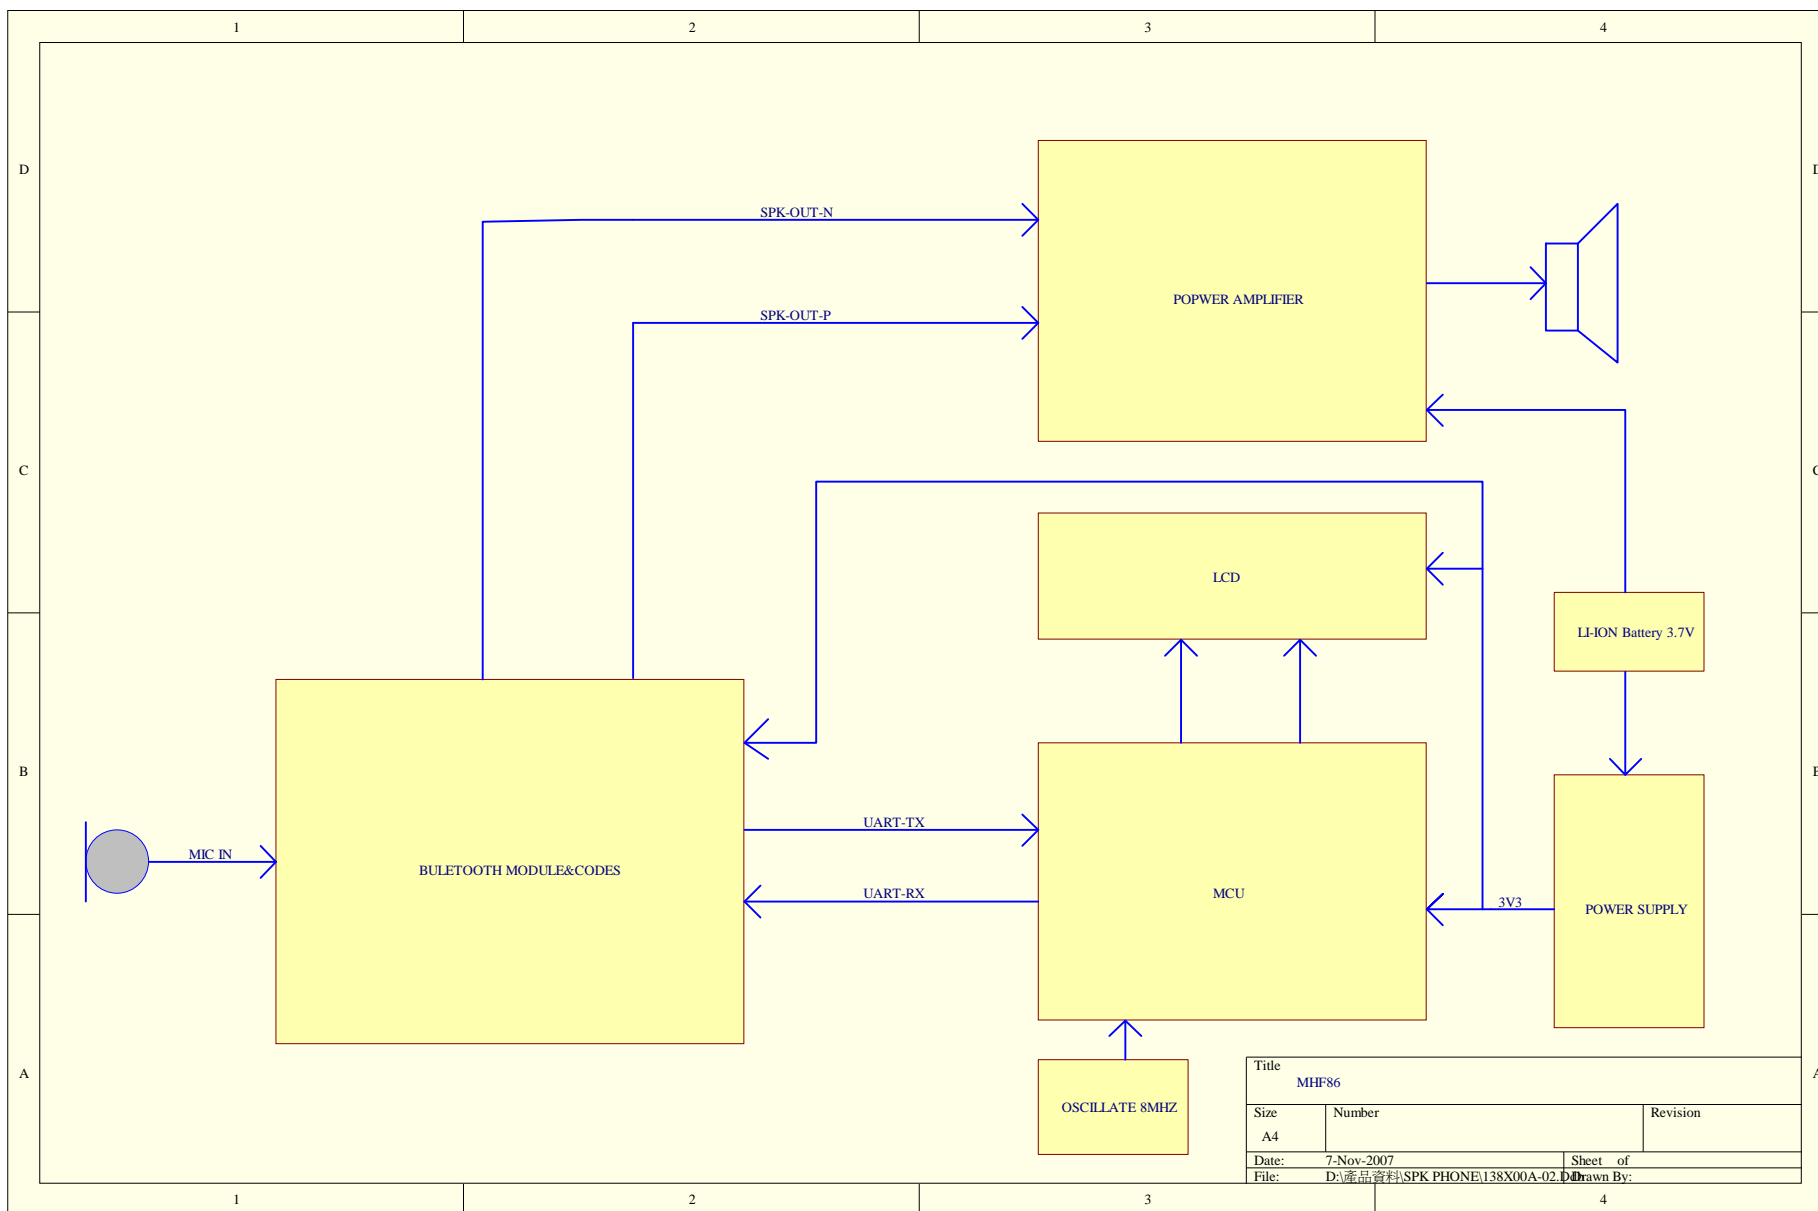 1 2 3 4
D
D
SPK-OUT-N
POPWER AMPLIFIER
SPK-OUT-P
C
C
LCD
LI-ION Battery 3.7V
B
B
UART-TX
MIC IN
BULETOOTH MODULE&CODES
UART-RX
MCU
3V3
POWER SUPPLY
A
A
OSCILLATE 8MHZ
Title
MHF86
Size Number Revision
A4
Date: 7-Nov-2007 Sheet of
File: D:\產品資料\SPK PHONE\138X00A-02.Ddb Drawn By:
1 2 3 4